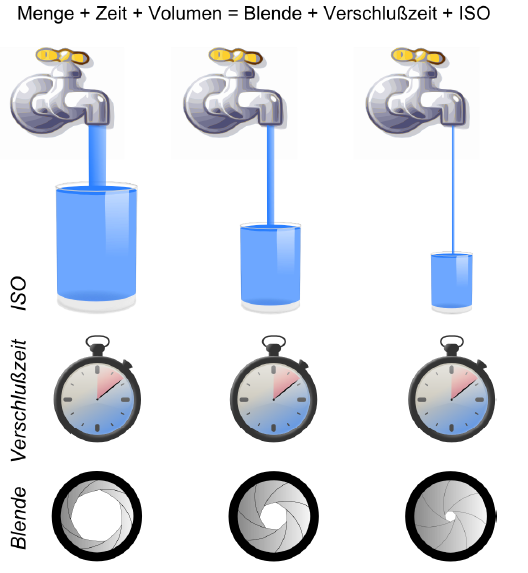 Menge + Zeit + Volumen = Blende + Verschlußzeit + ISO
ISO
Verschlußzeit
Blende